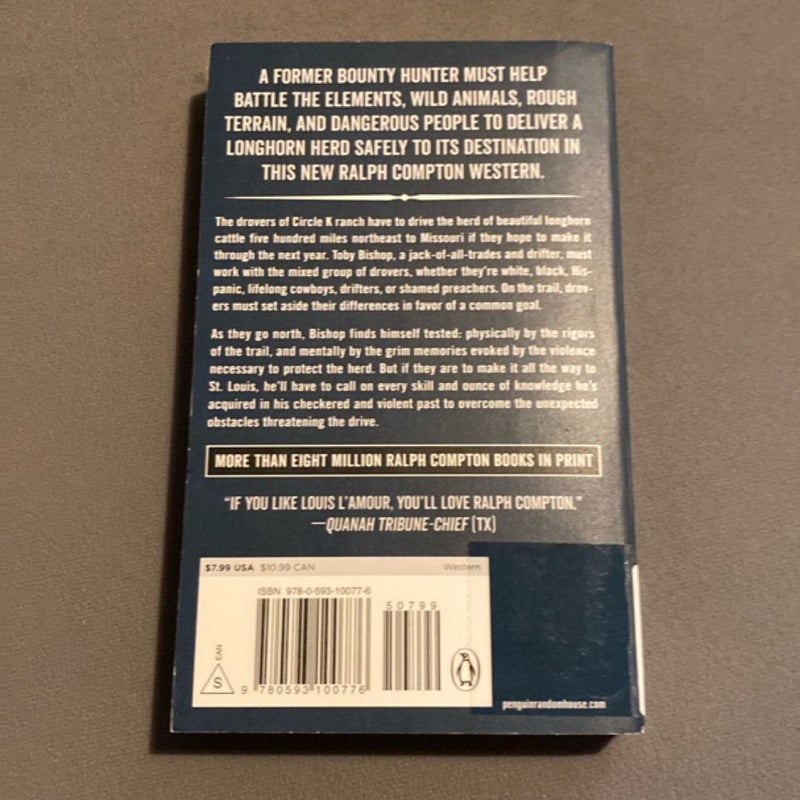 A FORMER BOUNTY HUNTER MUST HELP
BATTLE THE ELEMENTS, WILD ANIMALS, ROUGH
TERRAIN, AND DANGEROUS PEOPLE TO DELIVER A
LONGHORN HERD SAFELY TO ITS DESTINATION IN
THIS NEW RALPH COMPTON WESTERN.
The drovers of Circle K ranch have to drive the herd of beautiful longhorn
cattle five hundred miles northeast to Missouri if they hope to make it
through the next year. Toby Bishop, a jack-of-all-trades and drifter, must
work with the mixed group of drovers, whether they're white, black, His-
panic, lifelong cowboys, drifters, or shamed preachers. On the trail, drov-
ers must set aside their differences in favor of a common goal.
As they go north, Bishop finds himself tested: physically by the rigors
of the trail, and mentally by the grim memories evoked by the violence
necessary to protect the herd. But if they are to make it all the way to
St. Louis, he'll have to call on every skill and ounce of knowledge he's
acquired in his checkered and violent past to overcome the unexpected
obstacles threatening the drive.
MORE THAN EIGHT MILLION RALPH COMPTON BOOKS IN PRINT
"IF YOU LIKE LOUIS L'AMOUR, YOU'LL LOVE RALPH COMPTON."
—QUANAH TRIBUNE-CHIEF (TX)
$7.99 USA $10.99 CAN Western
ISBN 978-0-593-10077-6
50799
EAN
S
9 780593 100776
penguinrandomhouse.com